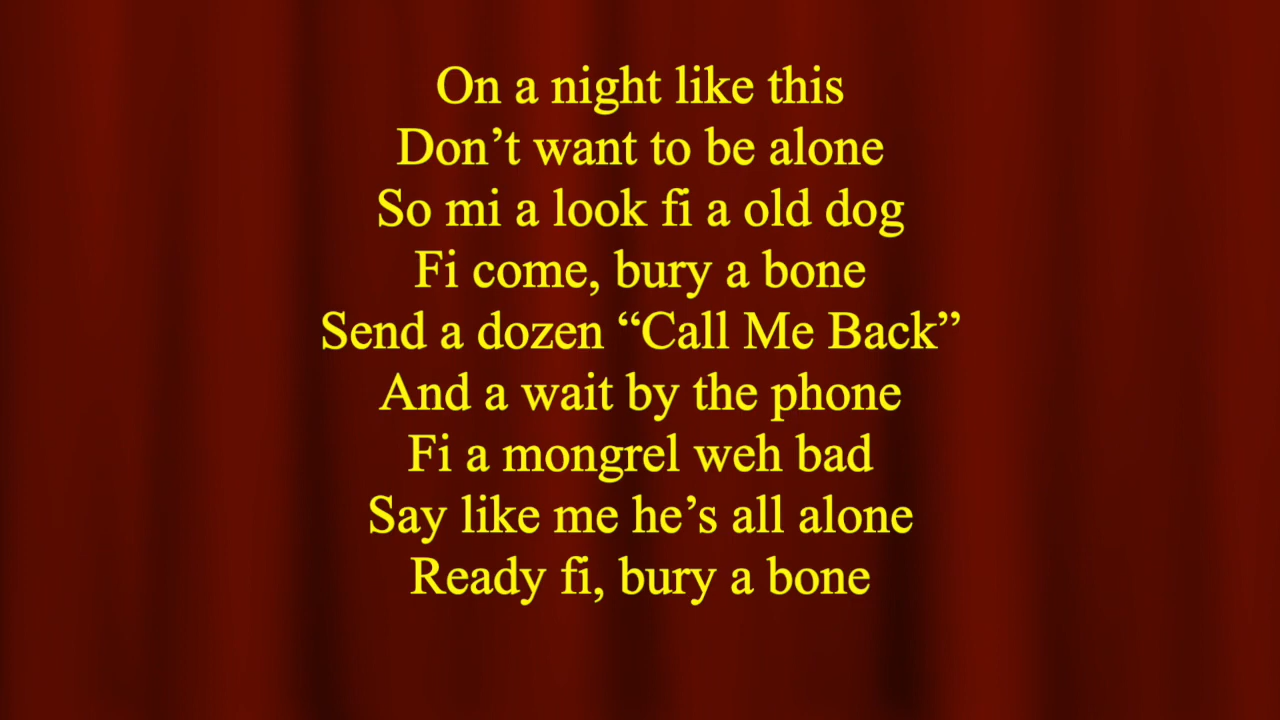 On a night like this
Don’t want to be alone
So mi a look fi a old dog
Fi come, bury a bone
Send a dozen “Call Me Back”
And a wait by the phone
Fi a mongrel weh bad
Say like me he’s all alone
Ready fi, bury a bone